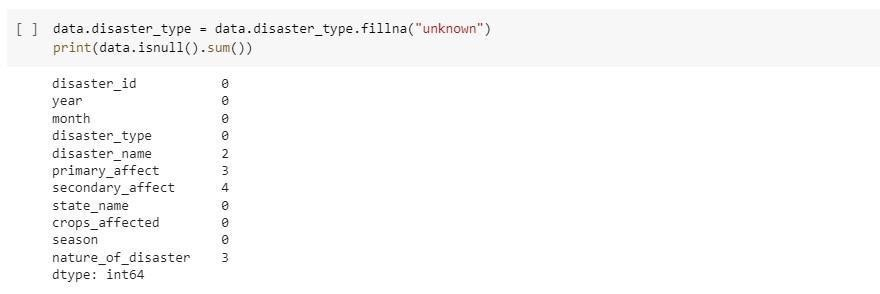 [ ] data.disaster_type = data.disaster_type.fillna("unknown")
print(data.isnull().sum())
disaster_id 0
year 0
month 0
disaster_type 0
disaster_name 2
primary_affect 3
secondary_affect 4
state_name 0
crops_affected 0
season 0
nature_of_disaster 3
dtype: int64